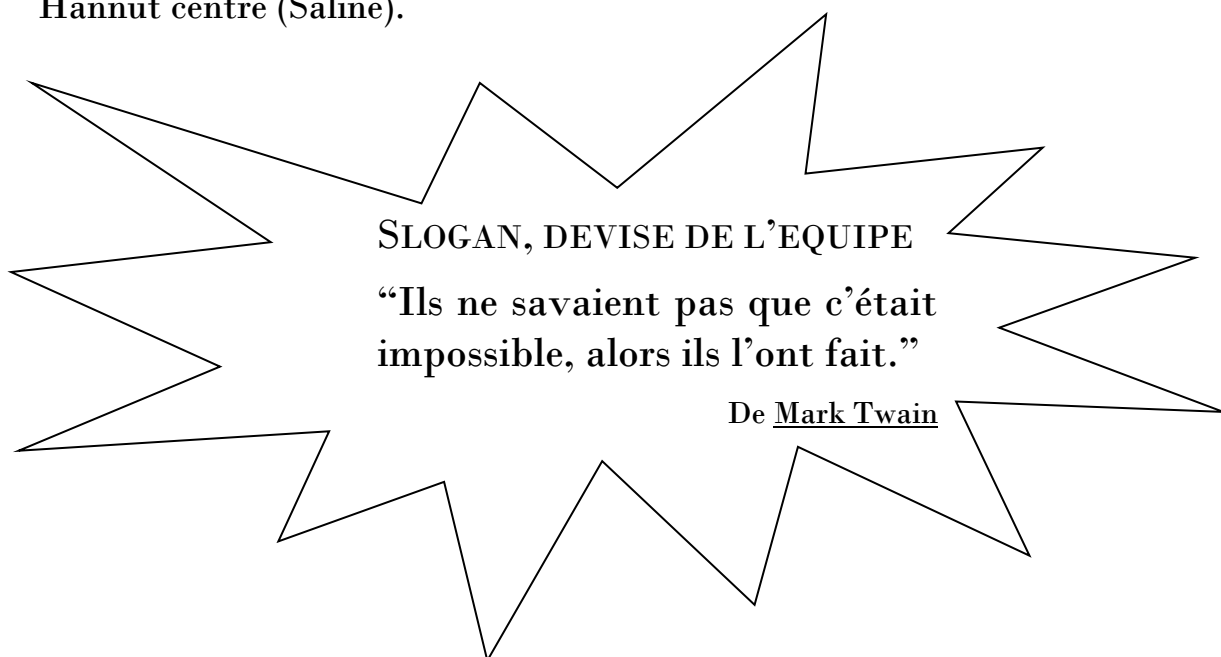 Hannut centre (Saline).
SLOGAN, DEVISE DE L’EQUIPE
“Ils ne savaient pas que c’était
impossible, alors ils l’ont fait.”
De Mark Twain